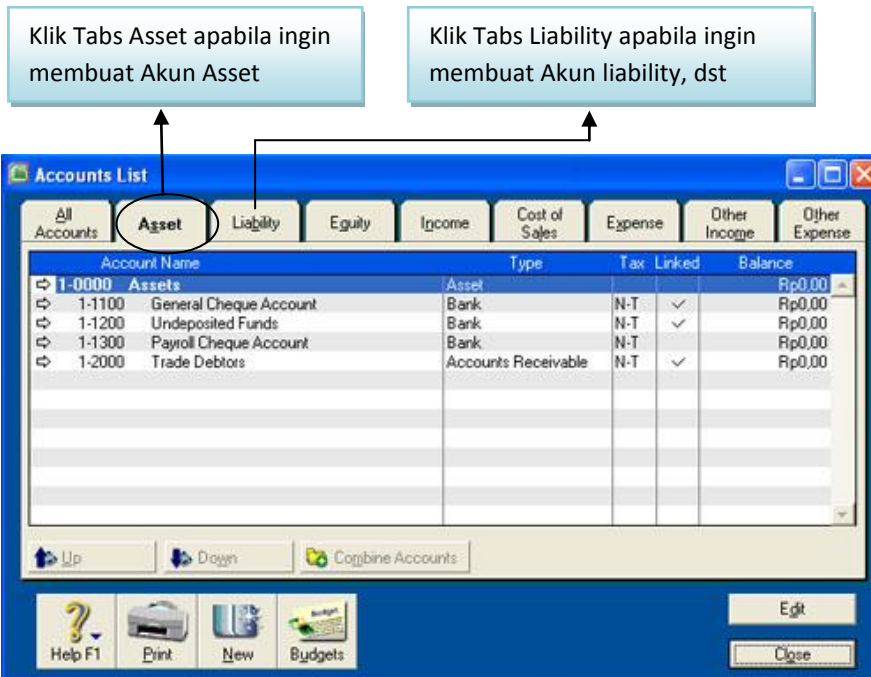 Klik Tabs Asset apabila ingin
membuat Akun Asset
Klik Tabs Liability apabila ingin
membuat Akun liability, dst
Accounts List
All
Accounts
Asset
Liability
Equity
Income
Cost of
Sales
Expense
Other
Income
Other
Expense
Account Name Type Tax Linked Balance
1-0000 Assets Asset Rp0,00
1-1100 General Cheque Account Bank N-T ✓ Rp0,00
1-1200 Undeposited Funds Bank N-T ✓ Rp0,00
1-1300 Payroll Cheque Account Bank N-T Rp0,00
1-2000 Trade Debtors Accounts Receivable N-T ✓ Rp0,00
Up Down Combine Accounts
Budget
Help F1 Print New Budgets
Edit
Close